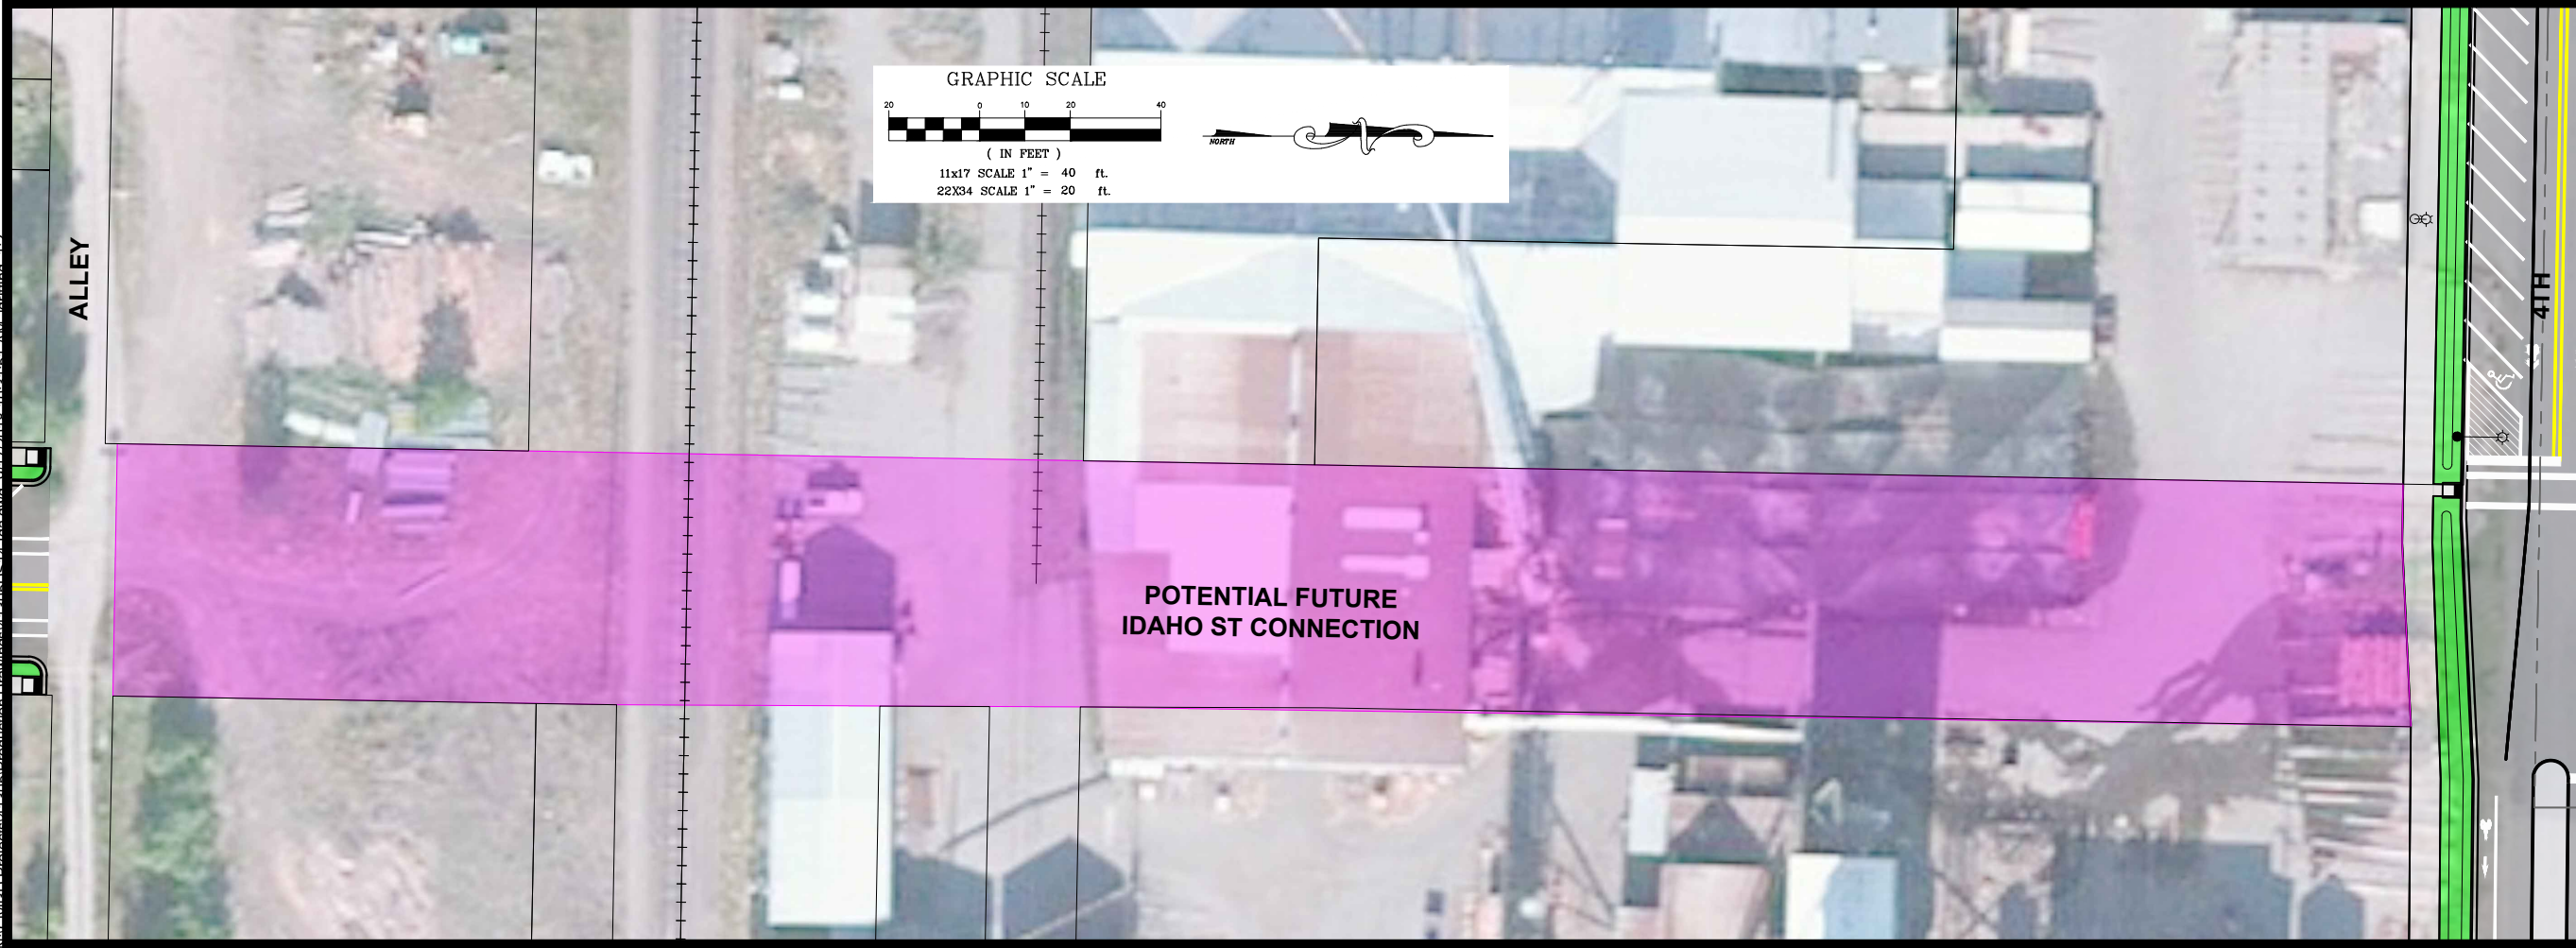 GRAPHIC SCALE
20 0 10 20 40
( IN FEET )
11x17 SCALE 1" = 40 ft.
22X34 SCALE 1" = 20 ft.
NORTH
ALLEY
4TH
POTENTIAL FUTURE
IDAHO ST CONNECTION